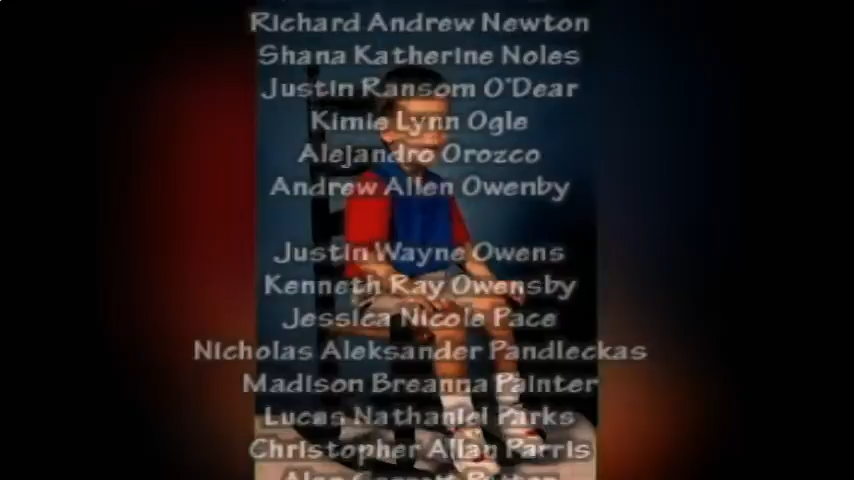 Richard Andrew Newton
Shana Katherine Noles
Justin Ransom O'Dear
Kimie Lynn Ogle
Alejandro Orozco
Andrew Allen Owenby
Justin Wayne Owens
Kenneth Ray Owensby
Jessica Nicole Pace
Nicholas Aleksander Pandleckas
Madison Breanna Painter
Lucas Nathaniel Parks
Christopher Allan Parris
Alan Garrett